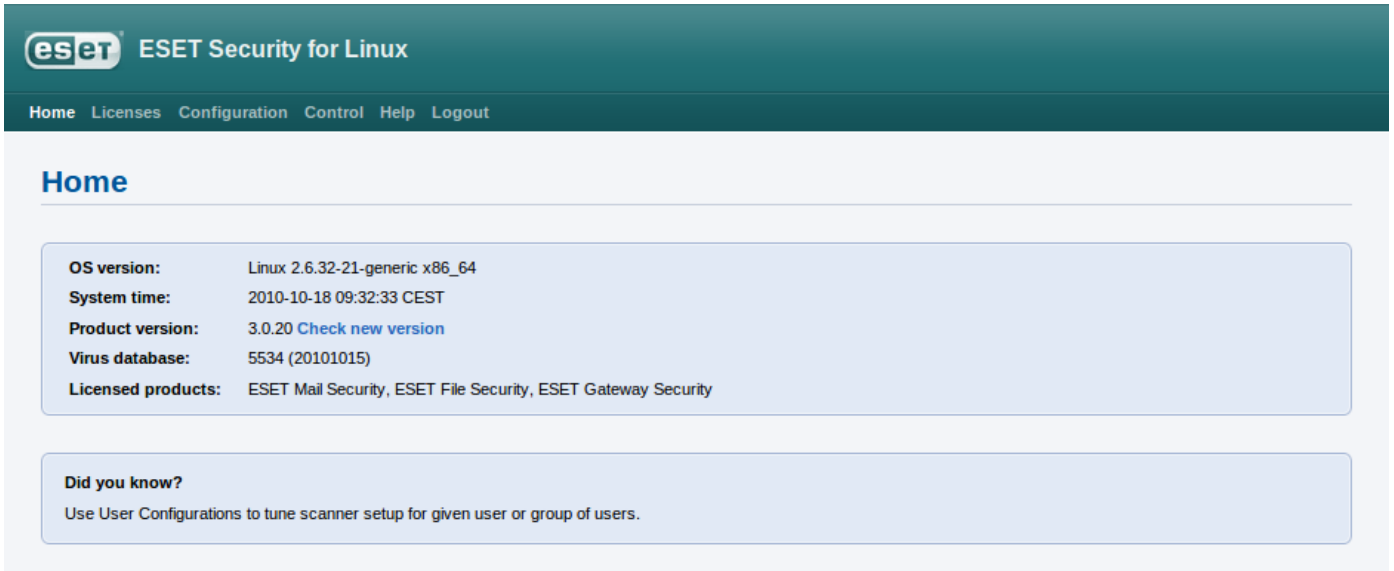 eset ESET Security for Linux
Home Licenses Configuration Control Help Logout
Home
OS version: Linux 2.6.32-21-generic x86_64
System time: 2010-10-18 09:32:33 CEST
Product version: 3.0.20 Check new version
Virus database: 5534 (20101015)
Licensed products: ESET Mail Security, ESET File Security, ESET Gateway Security
Did you know?
Use User Configurations to tune scanner setup for given user or group of users.